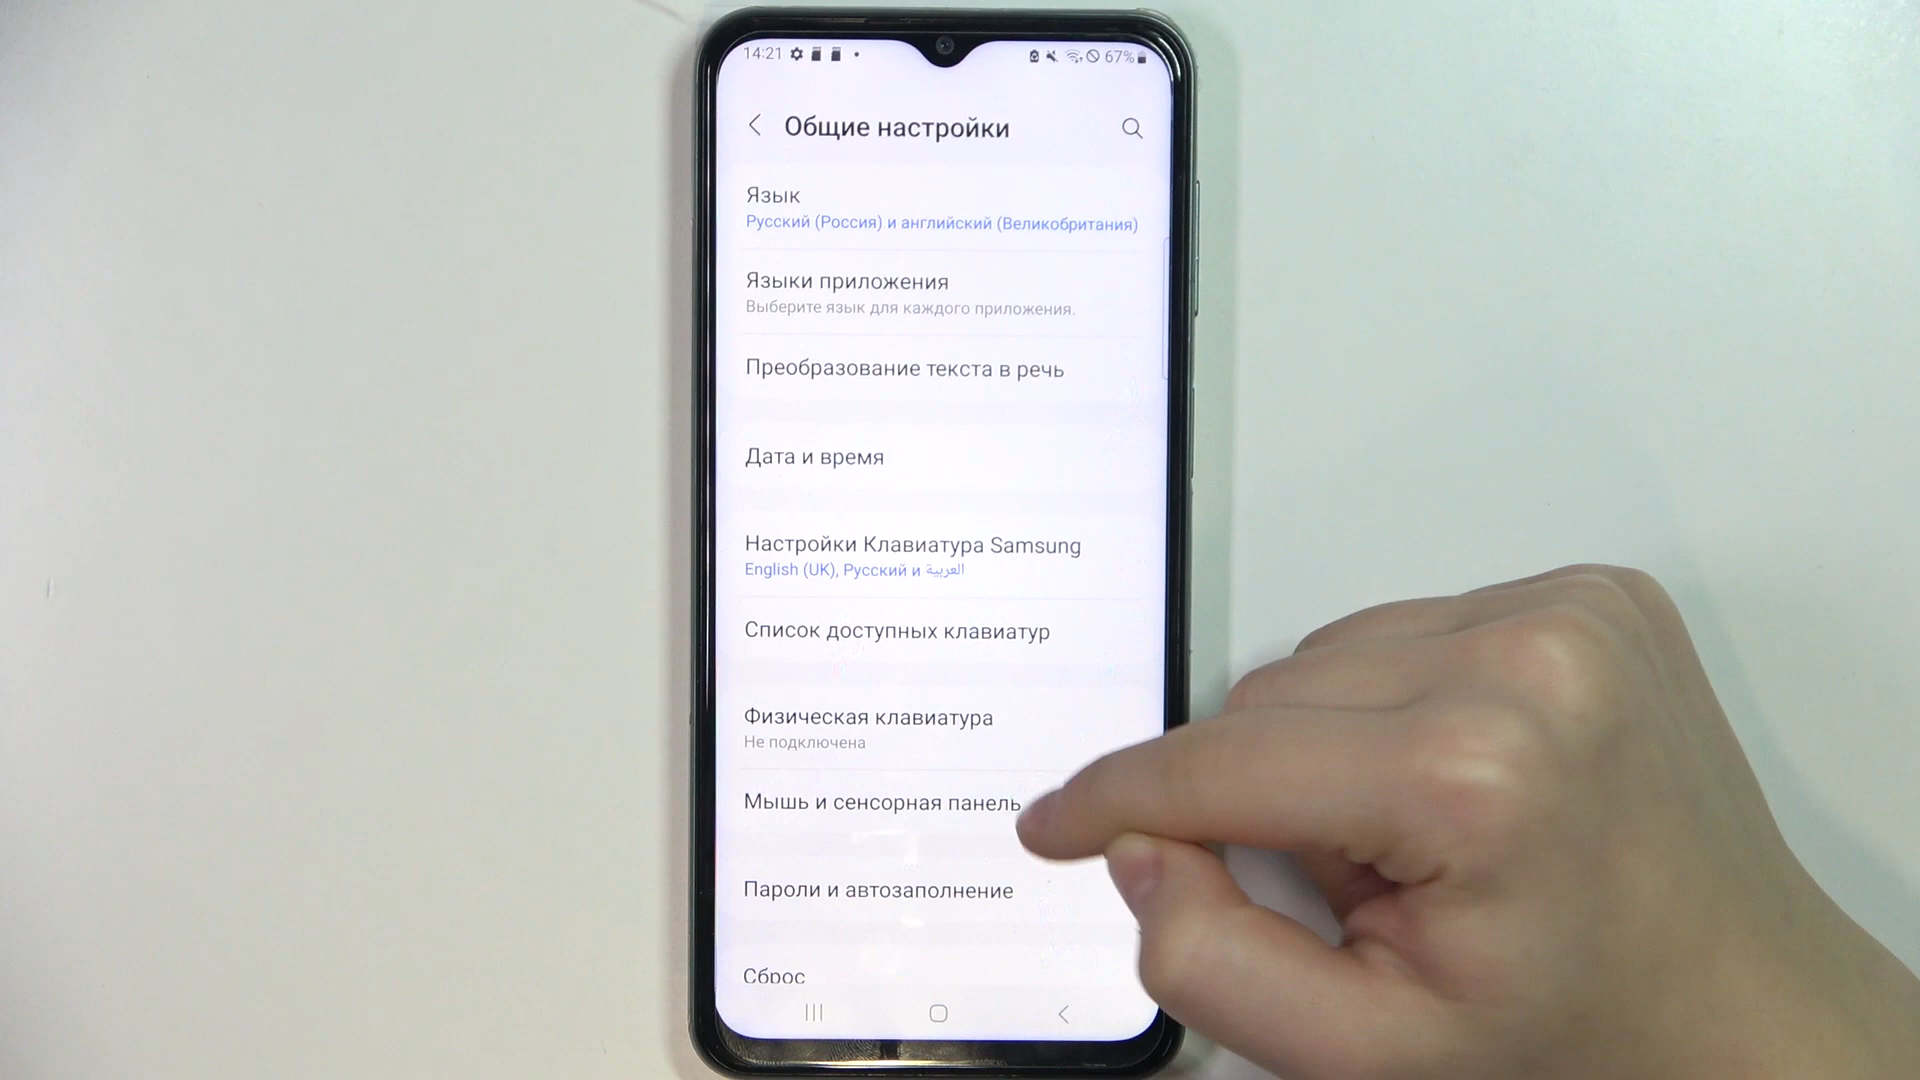 14:21
67%
Общие настройки
Язык
Русский (Россия) и английский (Великобритания)
Языки приложения
Выберите язык для каждого приложения.
Преобразование текста в речь
Дата и время
Настройки Клавиатура Samsung
English (UK), Русский и العربية
Список доступных клавиатур
Физическая клавиатура
Не подключена
Мышь и сенсорная панель
Пароли и автозаполнение
Сброс